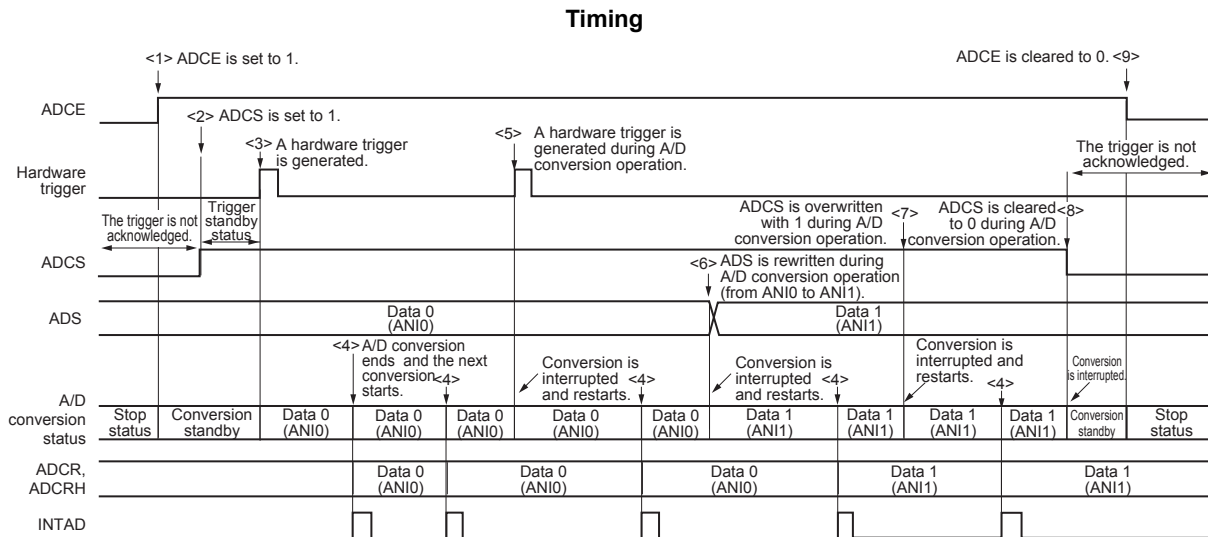 Timing
<1> ADCE is set to 1.
ADCE is cleared to 0. <9>
ADCE
<2> ADCS is set to 1.
<3> A hardware trigger
is generated.
<5> A hardware trigger is
generated during A/D
conversion operation.
The trigger is not
acknowledged.
Hardware
trigger
The trigger is not
acknowledged.
Trigger
standby
status
ADCS is overwritten
with 1 during A/D
conversion operation.
<7>
ADCS is cleared
to 0 during A/D
conversion operation.
<8>
ADCS
<6> ADS is rewritten during
A/D conversion operation
(from ANI0 to ANI1).
ADS
Data 0
(ANI0)
Data 1
(ANI1)
<4> A/D conversion
ends and the next
conversion
starts.
<4>
Conversion is
interrupted
and restarts.
<4>
Conversion is
interrupted
and restarts.
<4>
Conversion is
interrupted and
restarts.
<4>
Conversion
is interrupted.
A/D
conversion
status
Stop
status
Conversion
standby
Data 0
(ANI0)
Data 0
(ANI0)
Data 0
(ANI0)
Data 0
(ANI0)
Data 0
(ANI0)
Data 1
(ANI1)
Data 1
(ANI1)
Data 1
(ANI1)
Data 1
(ANI1)
Conversion
standby
Stop
status
ADCR,
ADCRH
Data 0
(ANI0)
Data 0
(ANI0)
Data 0
(ANI0)
Data 1
(ANI1)
Data 1
(ANI1)
INTAD